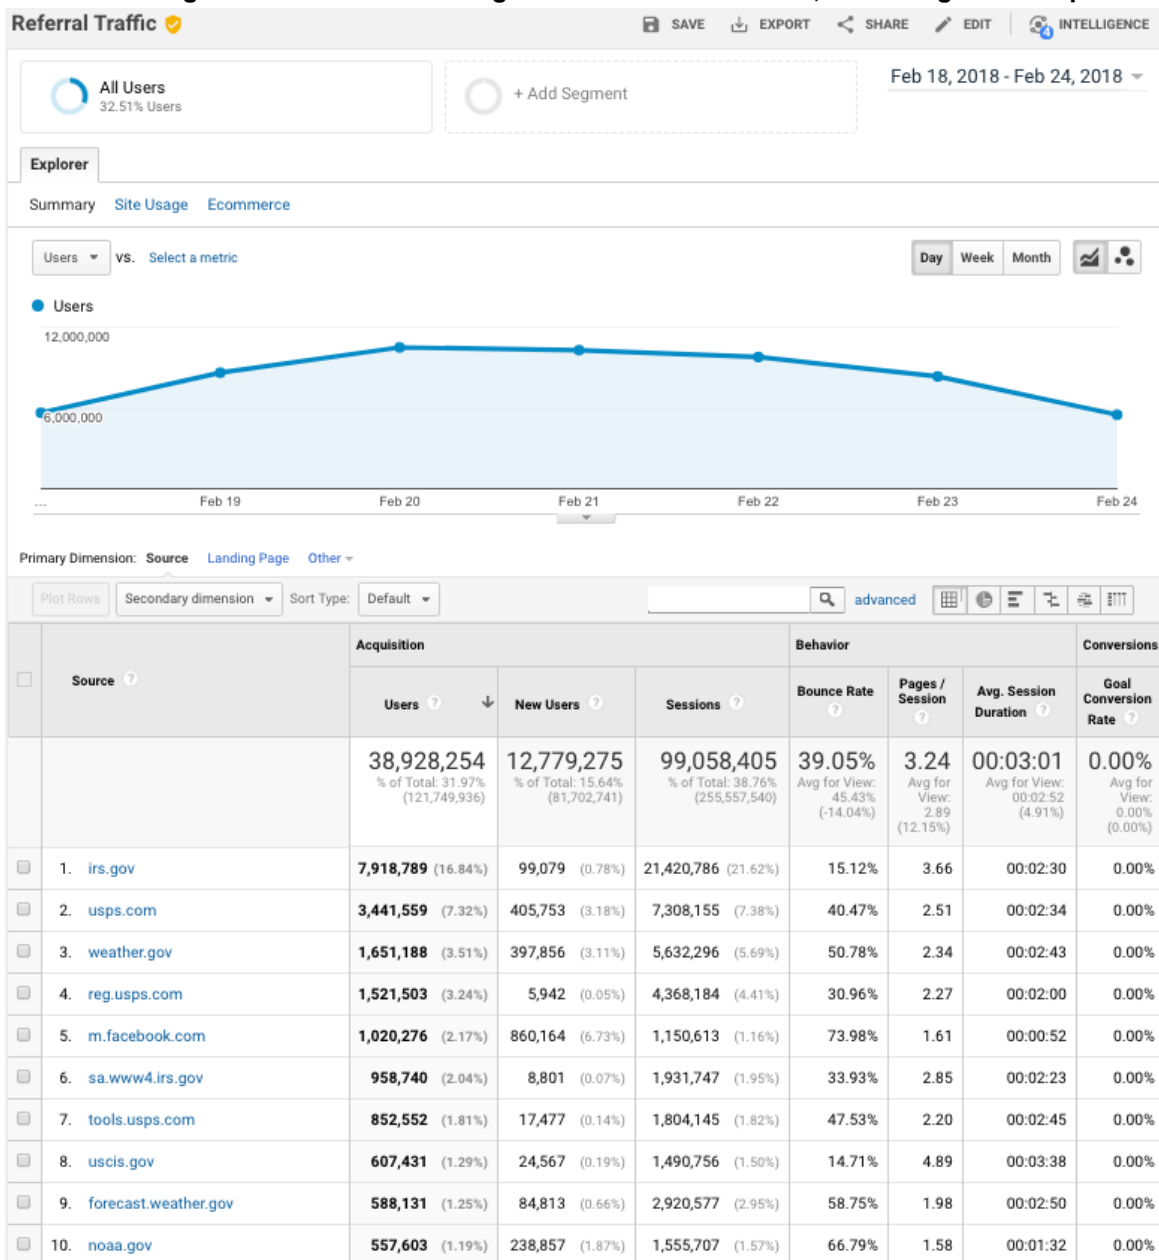 Referral Traffic
SAVE EXPORT SHARE EDIT 4 INTELLIGENCE
All Users
32.51% Users
+ Add Segment
Feb 18, 2018 - Feb 24, 2018
Explorer
Summary Site Usage Ecommerce
Users VS. Select a metric
Day Week Month
Users
12,000,000
6,000,000
... Feb 19 Feb 20 Feb 21 Feb 22 Feb 23 Feb 24
Primary Dimension: Source Landing Page Other
Plot Rows Secondary dimension Sort Type: Default advanced
Acquisition Behavior Conversions
Source ? Users ? New Users ? Sessions ? Bounce Rate ? Pages / Session ? Avg. Session Duration ? Goal Conversion Rate ?
38,928,254 12,779,275 99,058,405 39.05% 3.24 00:03:01 0.00%
% of Total: 31.97% (121,749,936) % of Total: 15.64% (81,702,741) % of Total: 38.76% (255,557,540) Avg for View: 45.43% (-14.04%) Avg for View: 2.89 (12.15%) Avg for View: 00:02:52 (4.91%) Avg for View: 0.00% (0.00%)
1. irs.gov 7,918,789 (16.84%) 99,079 (0.78%) 21,420,786 (21.62%) 15.12% 3.66 00:02:30 0.00%
2. usps.com 3,441,559 (7.32%) 405,753 (3.18%) 7,308,155 (7.38%) 40.47% 2.51 00:02:34 0.00%
3. weather.gov 1,651,188 (3.51%) 397,856 (3.11%) 5,632,296 (5.69%) 50.78% 2.34 00:02:43 0.00%
4. reg.usps.com 1,521,503 (3.24%) 5,942 (0.05%) 4,368,184 (4.41%) 30.96% 2.27 00:02:00 0.00%
5. m.facebook.com 1,020,276 (2.17%) 860,164 (6.73%) 1,150,613 (1.16%) 73.98% 1.61 00:00:52 0.00%
6. sa.www4.irs.gov 958,740 (2.04%) 8,801 (0.07%) 1,931,747 (1.95%) 33.93% 2.85 00:02:23 0.00%
7. tools.usps.com 852,552 (1.81%) 17,477 (0.14%) 1,804,145 (1.82%) 47.53% 2.20 00:02:45 0.00%
8. uscis.gov 607,431 (1.29%) 24,567 (0.19%) 1,490,756 (1.50%) 14.71% 4.89 00:03:38 0.00%
9. forecast.weather.gov 588,131 (1.25%) 84,813 (0.66%) 2,920,577 (2.95%) 58.75% 1.98 00:02:50 0.00%
10. noaa.gov 557,603 (1.19%) 238,857 (1.87%) 1,555,707 (1.57%) 66.79% 1.58 00:01:32 0.00%